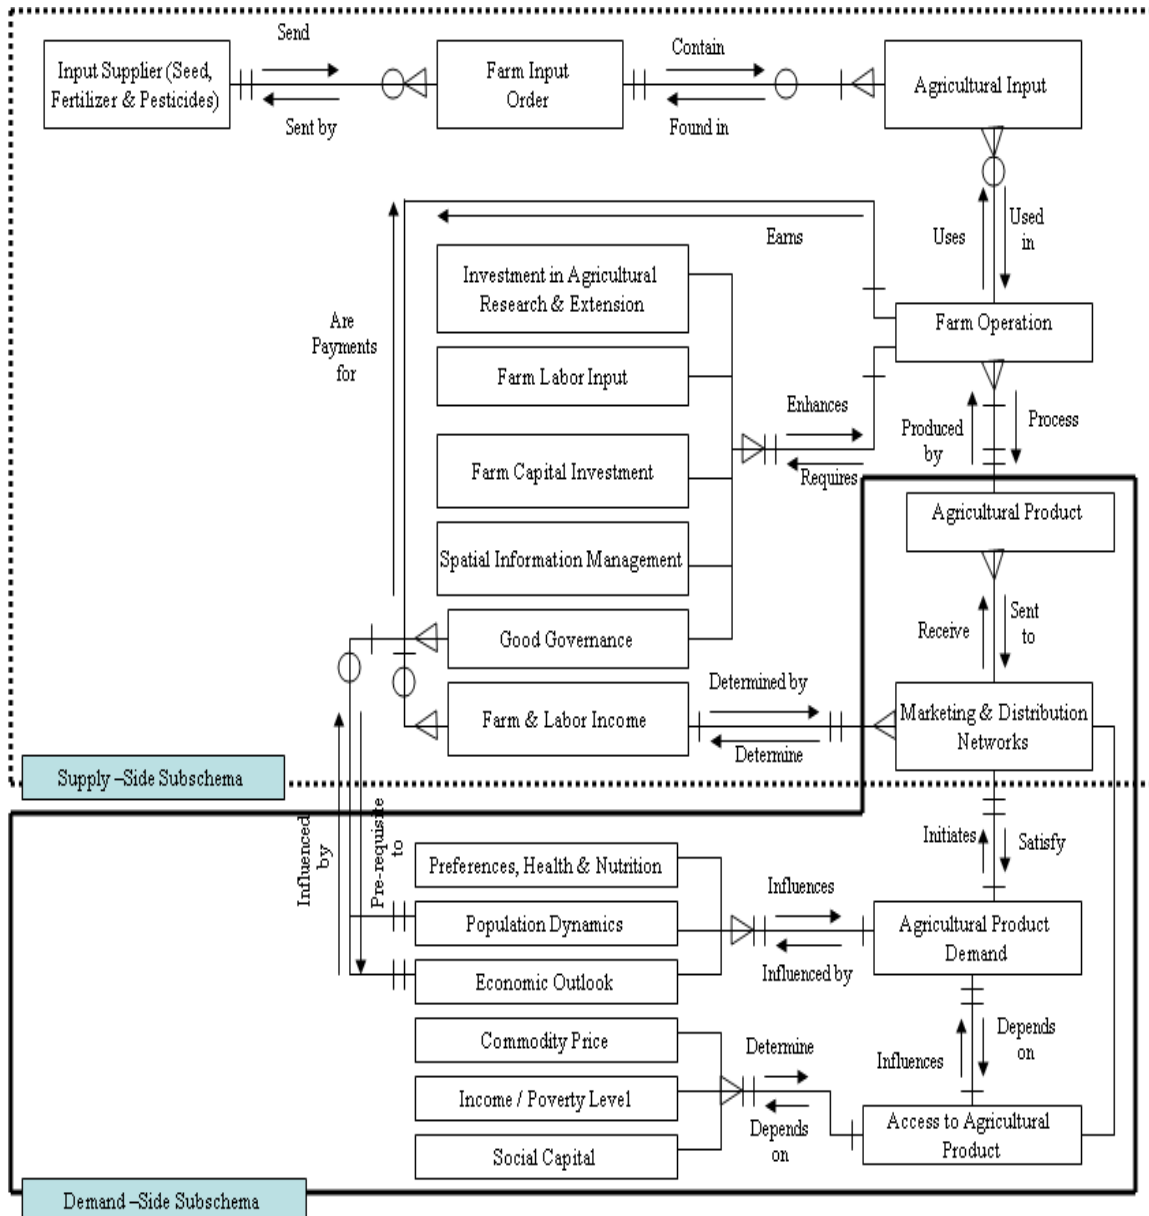 Send
Input Supplier (Seed,
Fertilizer & Pesticides)
Sent by
Farm Input
Order
Contain
Found in
Agricultural Input
Uses
Used
in
Earns
Investment in Agricultural
Research & Extension
Farm Operation
Are
Payments
for
Farm Labor Input
Enhances
Requires
Produced
by
Process
Farm Capital Investment
Agricultural Product
Spatial Information Management
Receive
Sent
to
Good Governance
Farm & Labor Income
Determined by
Determine
Marketing & Distribution
Networks
Supply –Side Subschema
Influenced
by
Pre-requisite
to
Initiates
Satisfy
Preferences, Health & Nutrition
Population Dynamics
Economic Outlook
Influences
Influenced by
Agricultural Product
Demand
Commodity Price
Income / Poverty Level
Social Capital
Determine
Depends
on
Influences
Depends
on
Access to Agricultural
Product
Demand –Side Subschema